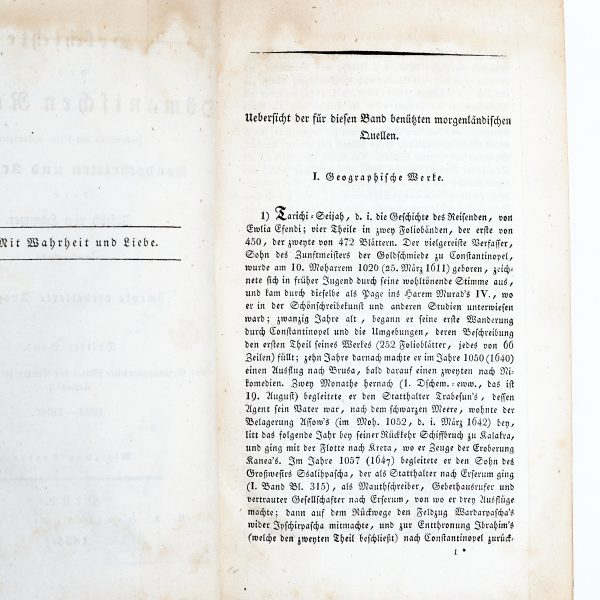 Mit Wahrheit und Liebe.
Uebersicht der für diesen Band benützten morgenländischen
Quellen.
I. Geographische Werke.
1) Tarichi-Seijah, d. i. die Geschichte des Reisenden, von
Ewlia Efendi; vier Theile in zwey Foliobänden, der erste von
450, der zweyte von 472 Blättern. Der vielgereiste Verfasser,
Sohn des Zunftmeisters der Goldschmiede zu Constantinopel,
wurde am 10. Moharrem 1020 (25. März 1611) geboren, zeich-
nete sich in früher Jugend durch seine wohltönende Stimme aus,
und kam durch dieselbe als Page ins Harem Murad's IV., wo
er in der Schönschreibekunst und anderen Studien unterwiesen
ward; zwanzig Jahre alt, begann er seine erste Wanderung
durch Constantinopel und die Umgebungen, deren Beschreibung
den ersten Theil seines Werkes (252 Folioblätter, jedes von 66
Zeilen) füllt; zehn Jahre darnach machte er im Jahre 1050 (1640)
einen Ausflug nach Brusa, bald darauf einen zweyten nach Ni-
komedien. Zwey Monathe hernach (1. Dschem.-eww., das ist
19. August) begleitete er den Statthalter Trabesun's, dessen
Agent sein Vater war, nach dem schwarzen Meere, wohnte der
Belagerung Assow's (im Moh. 1052, d. i. März 1642) bey,
litt das folgende Jahr bey seiner Rückkehr Schiffbruch zu Kalakra,
und ging mit der Flotte nach Kreta, wo er Zeuge der Eroberung
Kanea's. Im Jahre 1057 (1647) begleitete er den Sohn des
Großwesirs Ssalihpascha, der als Statthalter nach Erserum ging
(I. Band Bl. 315), als Mauthschreiber, Gebethausrufer und
vertrauter Gesellschafter nach Erserum, von wo er drey Ausflüge
machte; dann auf dem Rückwege den Feldzug Wardarpascha's
wider Ipschirpascha mitmachte, und zur Entthronung Ibrahim's
(welche den zweyten Theil beschließt) nach Constantinopel zurück-
1 *